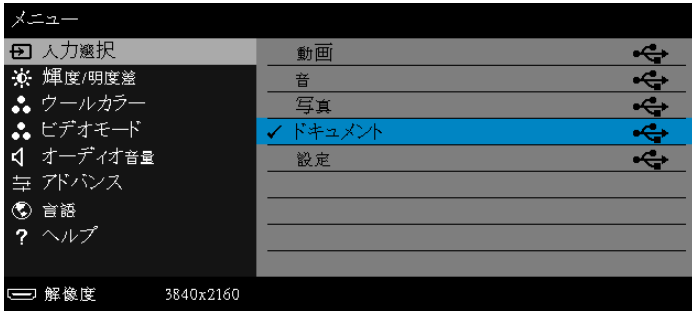 メニュー
入力選択
輝度/明度差
ウールカラー
ビデオモード
オーディオ音量
アドバンス
言語
ヘルプ
動画
音
写真
ドキュメント
設定
解像度 3840x2160